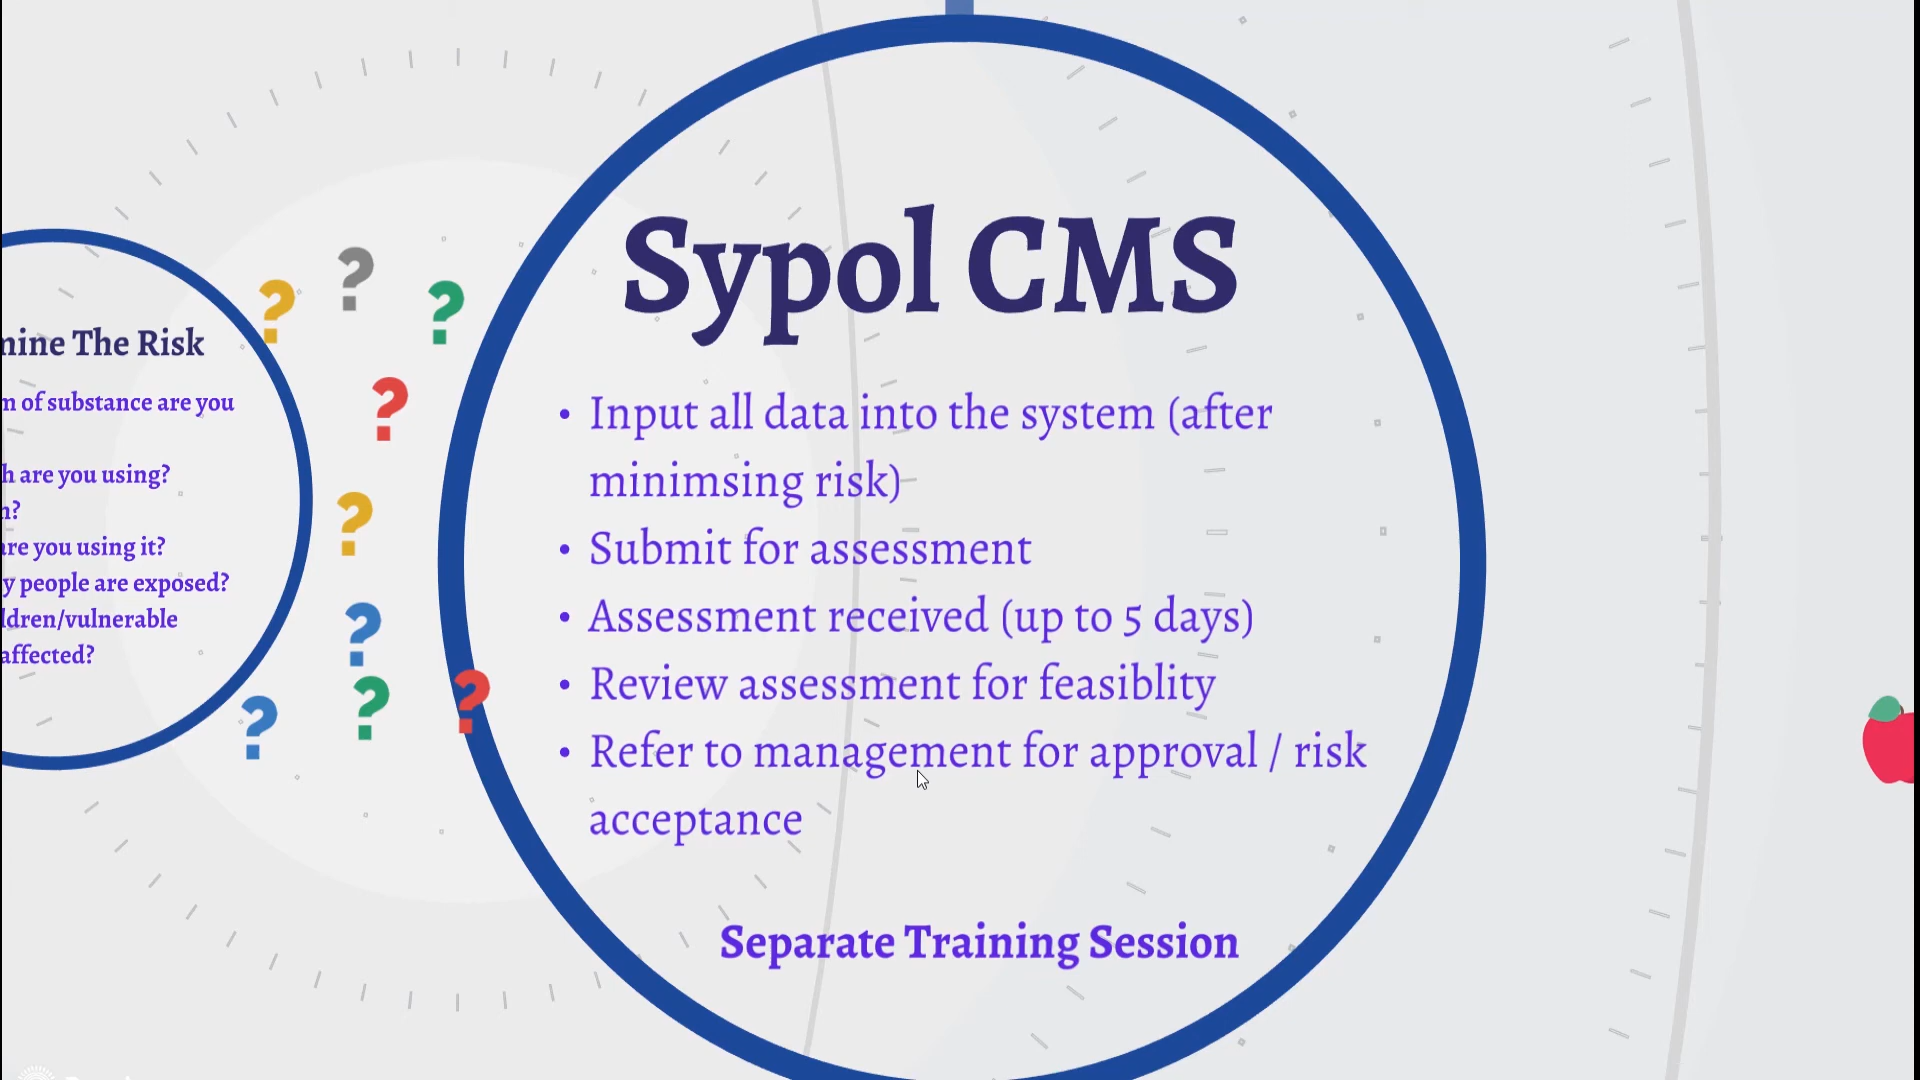 mine The Risk
m of substance are you
h are you using?
n?
are you using it?
y people are exposed?
ldren/vulnerable
affected?
Sypol CMS
• Input all data into the system (after
minimsing risk)
• Submit for assessment
• Assessment received (up to 5 days)
• Review assessment for feasiblity
• Refer to management for approval / risk
acceptance
Separate Training Session
? ? ?
?
?
?
? ? ?